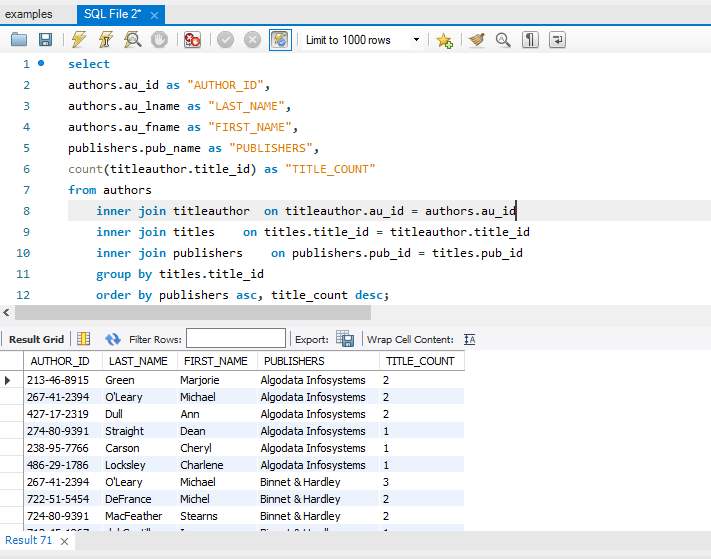 examples SQL File 2*
Limit to 1000 rows
1 select
2 authors.au_id as "AUTHOR_ID",
3 authors.au_lname as "LAST_NAME",
4 authors.au_fname as "FIRST_NAME",
5 publishers.pub_name as "PUBLISHERS",
6 count(titleauthor.title_id) as "TITLE_COUNT"
7 from authors
8 inner join titleauthor on titleauthor.au_id = authors.au_id
9 inner join titles on titles.title_id = titleauthor.title_id
10 inner join publishers on publishers.pub_id = titles.pub_id
11 group by titles.title_id
12 order by publishers asc, title_count desc;
Result Grid Filter Rows: Export: Wrap Cell Content:
AUTHOR_ID LAST_NAME FIRST_NAME PUBLISHERS TITLE_COUNT
213-46-8915 Green Marjorie Algodata Infosystems 2
267-41-2394 O'Leary Michael Algodata Infosystems 2
427-17-2319 Dull Ann Algodata Infosystems 2
274-80-9391 Straight Dean Algodata Infosystems 1
238-95-7766 Carson Cheryl Algodata Infosystems 1
486-29-1786 Locksley Charlene Algodata Infosystems 1
267-41-2394 O'Leary Michael Binnet & Hardley 3
722-51-5454 DeFrance Michel Binnet & Hardley 2
724-80-9391 MacFeather Stearns Binnet & Hardley 2
Result 71